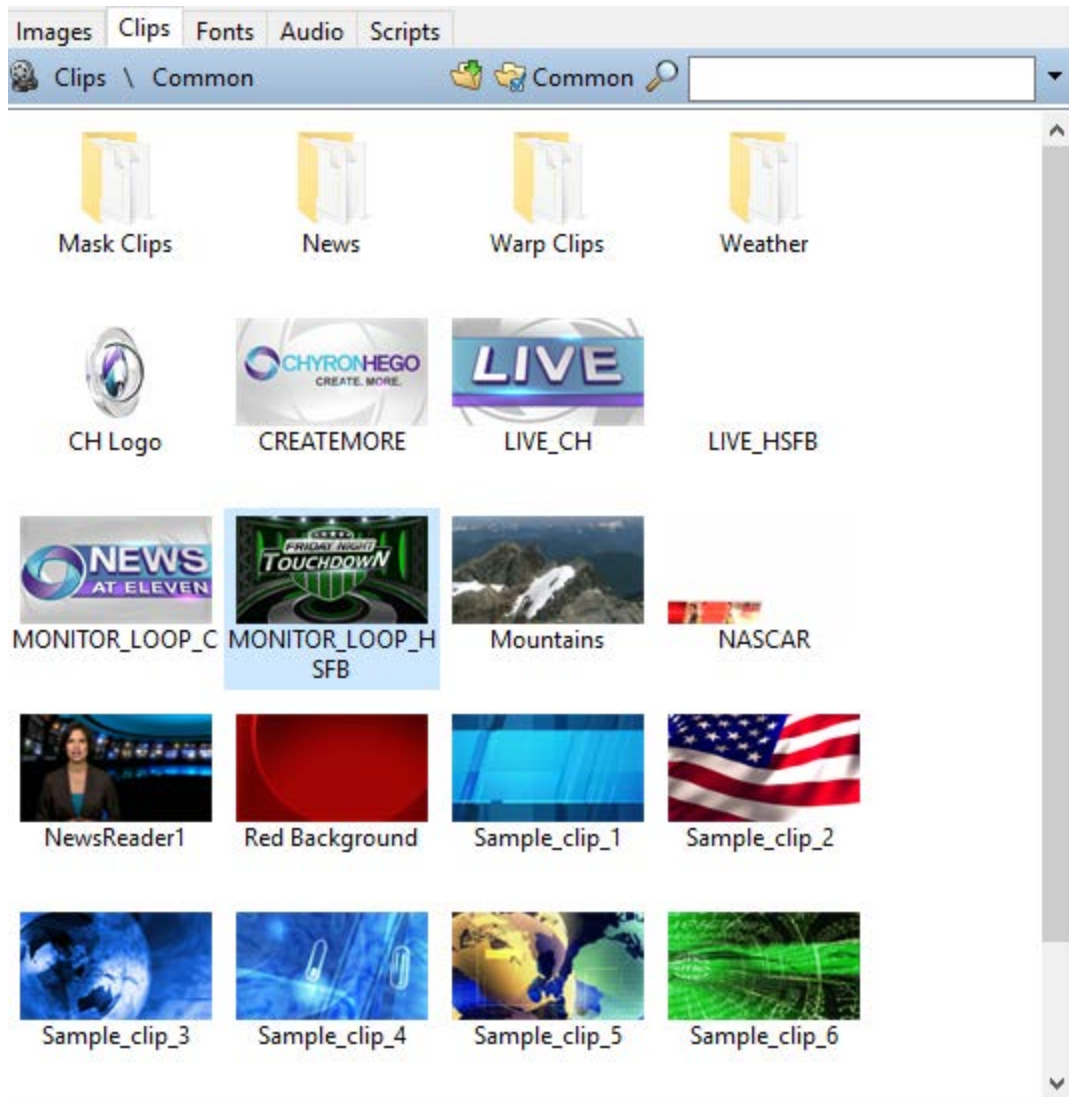 Images Clips Fonts Audio Scripts
Clips \ Common Common
Mask Clips News Warp Clips Weather
CHYRONHEGO
CREATE. MORE.
LIVE
CH Logo CREATEMORE LIVE_CH LIVE_HSFB
NEWS
AT ELEVEN
FRIDAY NIGHT
TOUCHDOWN
MONITOR_LOOP_C MONITOR_LOOP_H Mountains NASCAR
SFB
NewsReader1 Red Background Sample_clip_1 Sample_clip_2
Sample_clip_3 Sample_clip_4 Sample_clip_5 Sample_clip_6